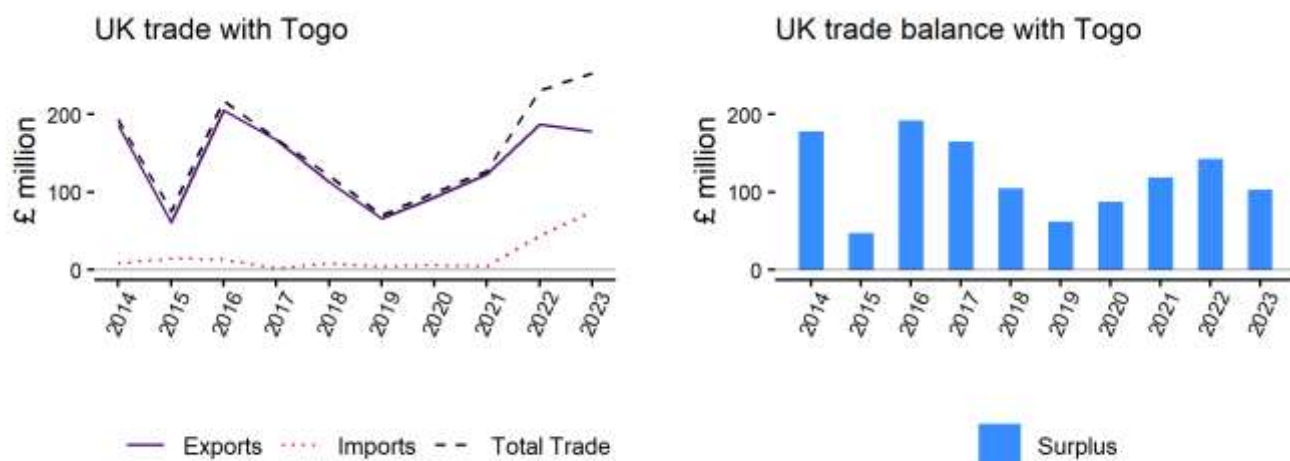 UK trade with Togo
£ million
200
100
0
2014 2015 2016 2017 2018 2019 2020 2021 2022 2023
Exports Imports Total Trade
UK trade balance with Togo
£ million
200
100
0
2014 2015 2016 2017 2018 2019 2020 2021 2022 2023
Surplus